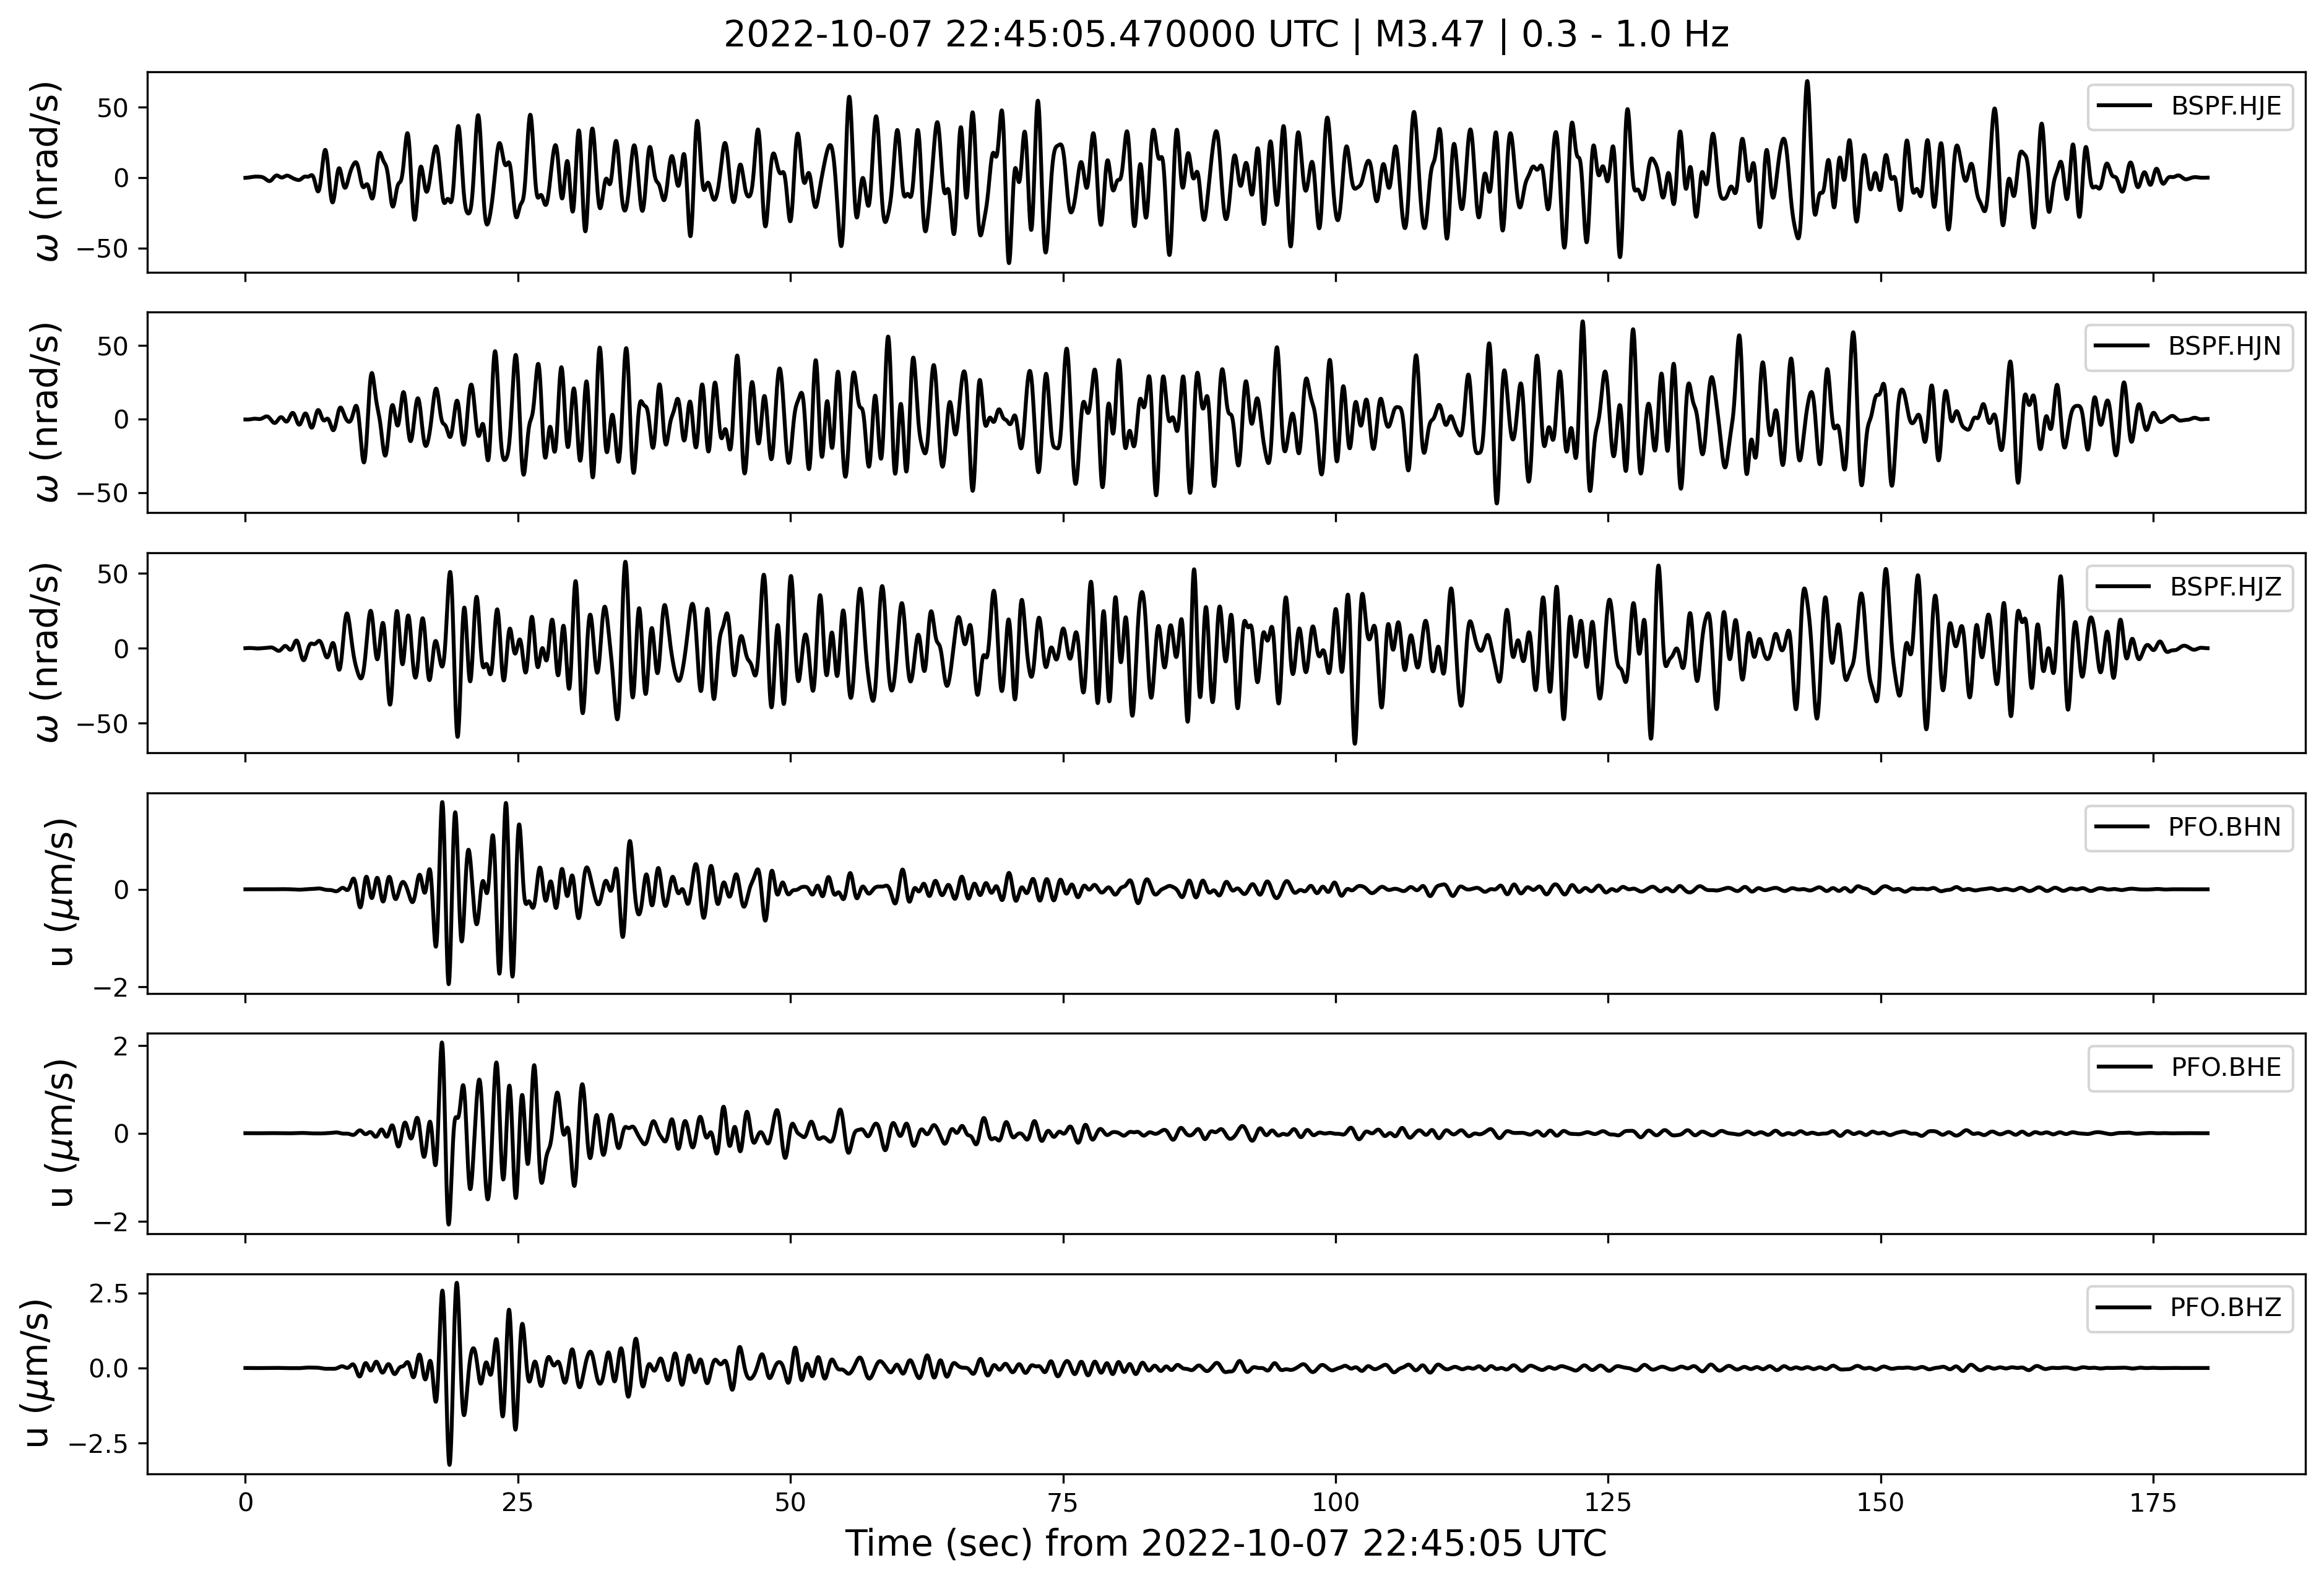 2022-10-07 22:45:05.470000 UTC | M3.47 | 0.3 - 1.0 Hz
ω (nrad/s)
50
0
−50
BSPF.HJE
ω (nrad/s)
50
0
−50
BSPF.HJN
ω (nrad/s)
50
0
−50
BSPF.HJZ
u (μm/s)
0
−2
PFO.BHN
u (μm/s)
2
0
−2
PFO.BHE
u (μm/s)
2.5
0.0
−2.5
PFO.BHZ
0 25 50 75 100 125 150 175
Time (sec) from 2022-10-07 22:45:05 UTC